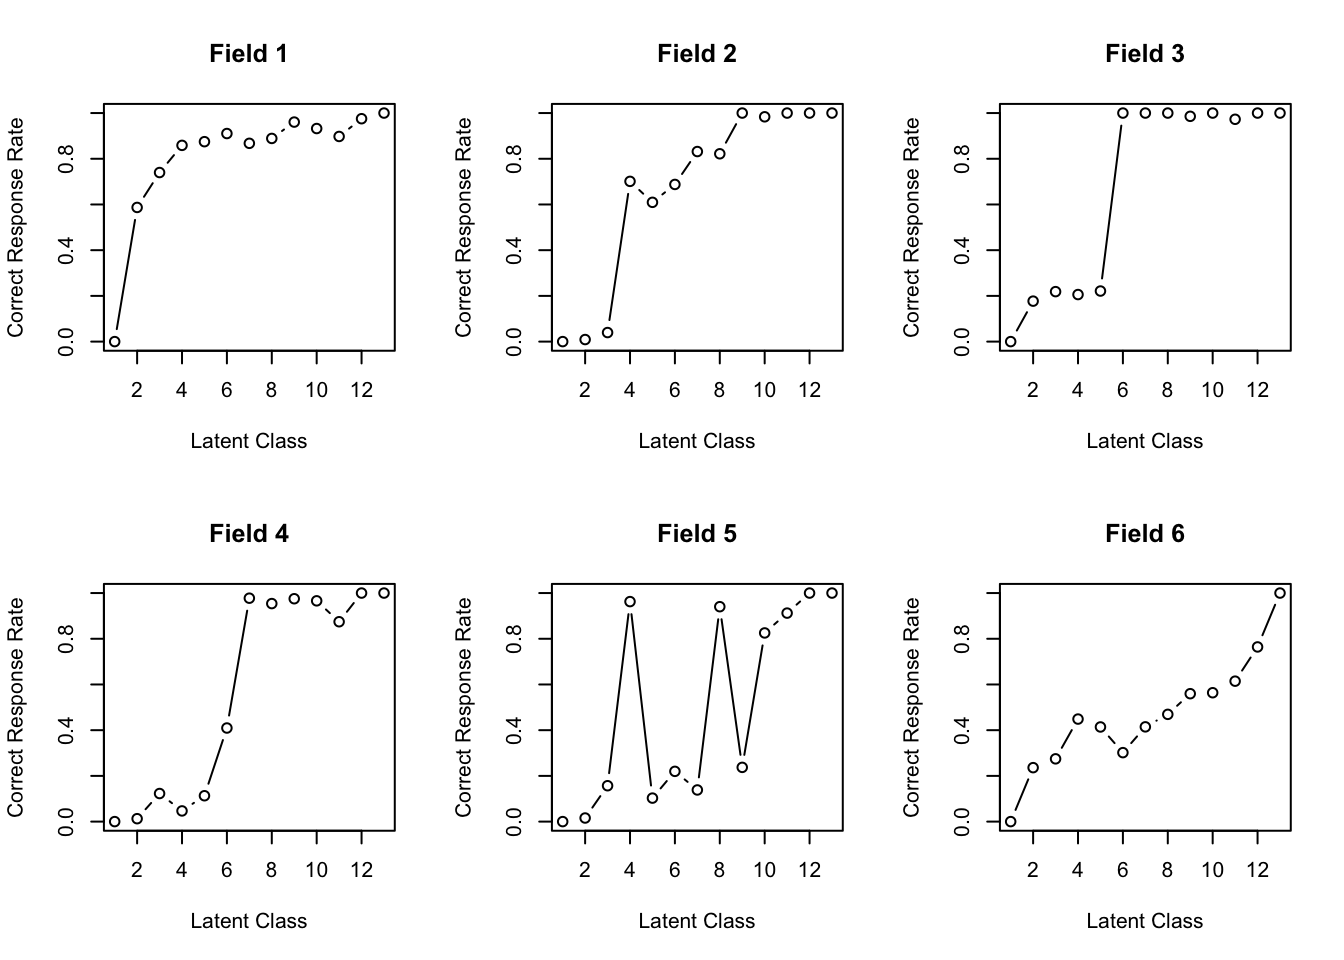 Field 1
Correct Response Rate
0.0 0.4 0.8
2 4 6 8 10 12
Latent Class
Field 2
Correct Response Rate
0.0 0.4 0.8
2 4 6 8 10 12
Latent Class
Field 3
Correct Response Rate
0.0 0.4 0.8
2 4 6 8 10 12
Latent Class
Field 4
Correct Response Rate
0.0 0.4 0.8
2 4 6 8 10 12
Latent Class
Field 5
Correct Response Rate
0.0 0.4 0.8
2 4 6 8 10 12
Latent Class
Field 6
Correct Response Rate
0.0 0.4 0.8
2 4 6 8 10 12
Latent Class